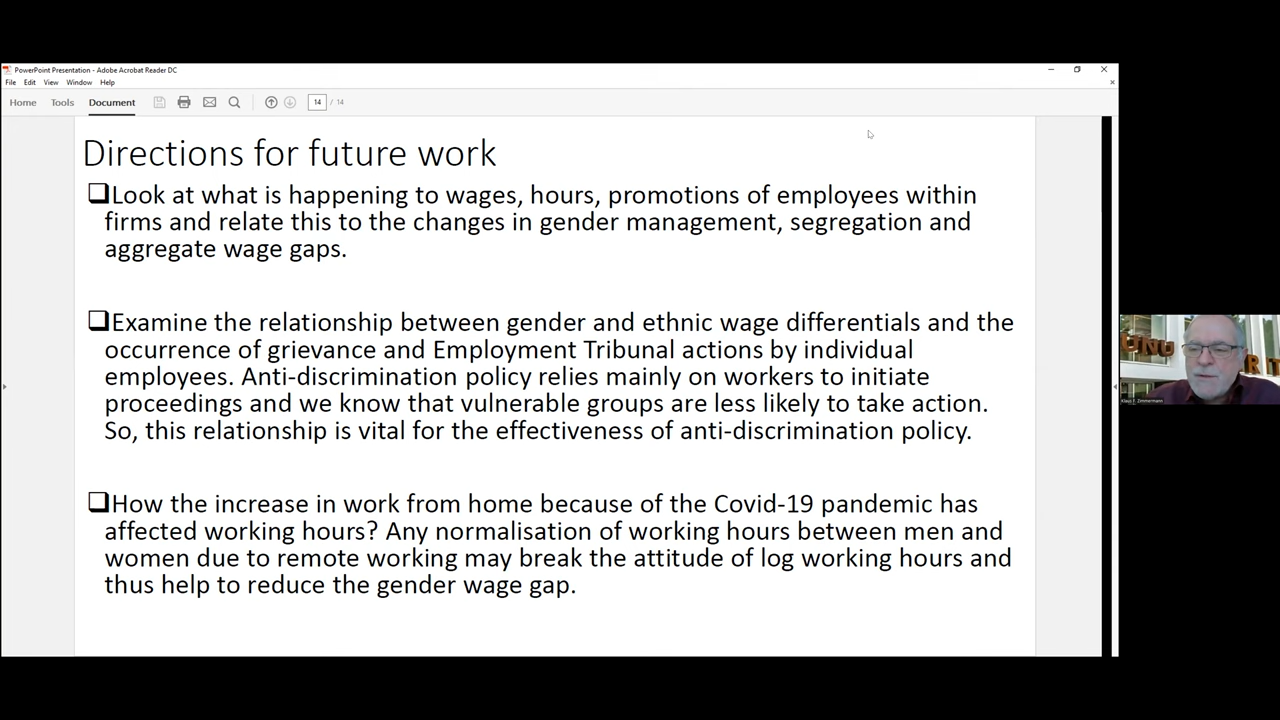 PowerPoint Presentation - Adobe Acrobat Reader DC
File Edit View Window Help
Home Tools Document 14 / 14
Directions for future work
Look at what is happening to wages, hours, promotions of employees within
firms and relate this to the changes in gender management, segregation and
aggregate wage gaps.
Examine the relationship between gender and ethnic wage differentials and the
occurrence of grievance and Employment Tribunal actions by individual
employees. Anti-discrimination policy relies mainly on workers to initiate
proceedings and we know that vulnerable groups are less likely to take action.
So, this relationship is vital for the effectiveness of anti-discrimination policy.
How the increase in work from home because of the Covid-19 pandemic has
affected working hours? Any normalisation of working hours between men and
women due to remote working may break the attitude of log working hours and
thus help to reduce the gender wage gap.
UNU
R T
Klaus F. Zimmermann